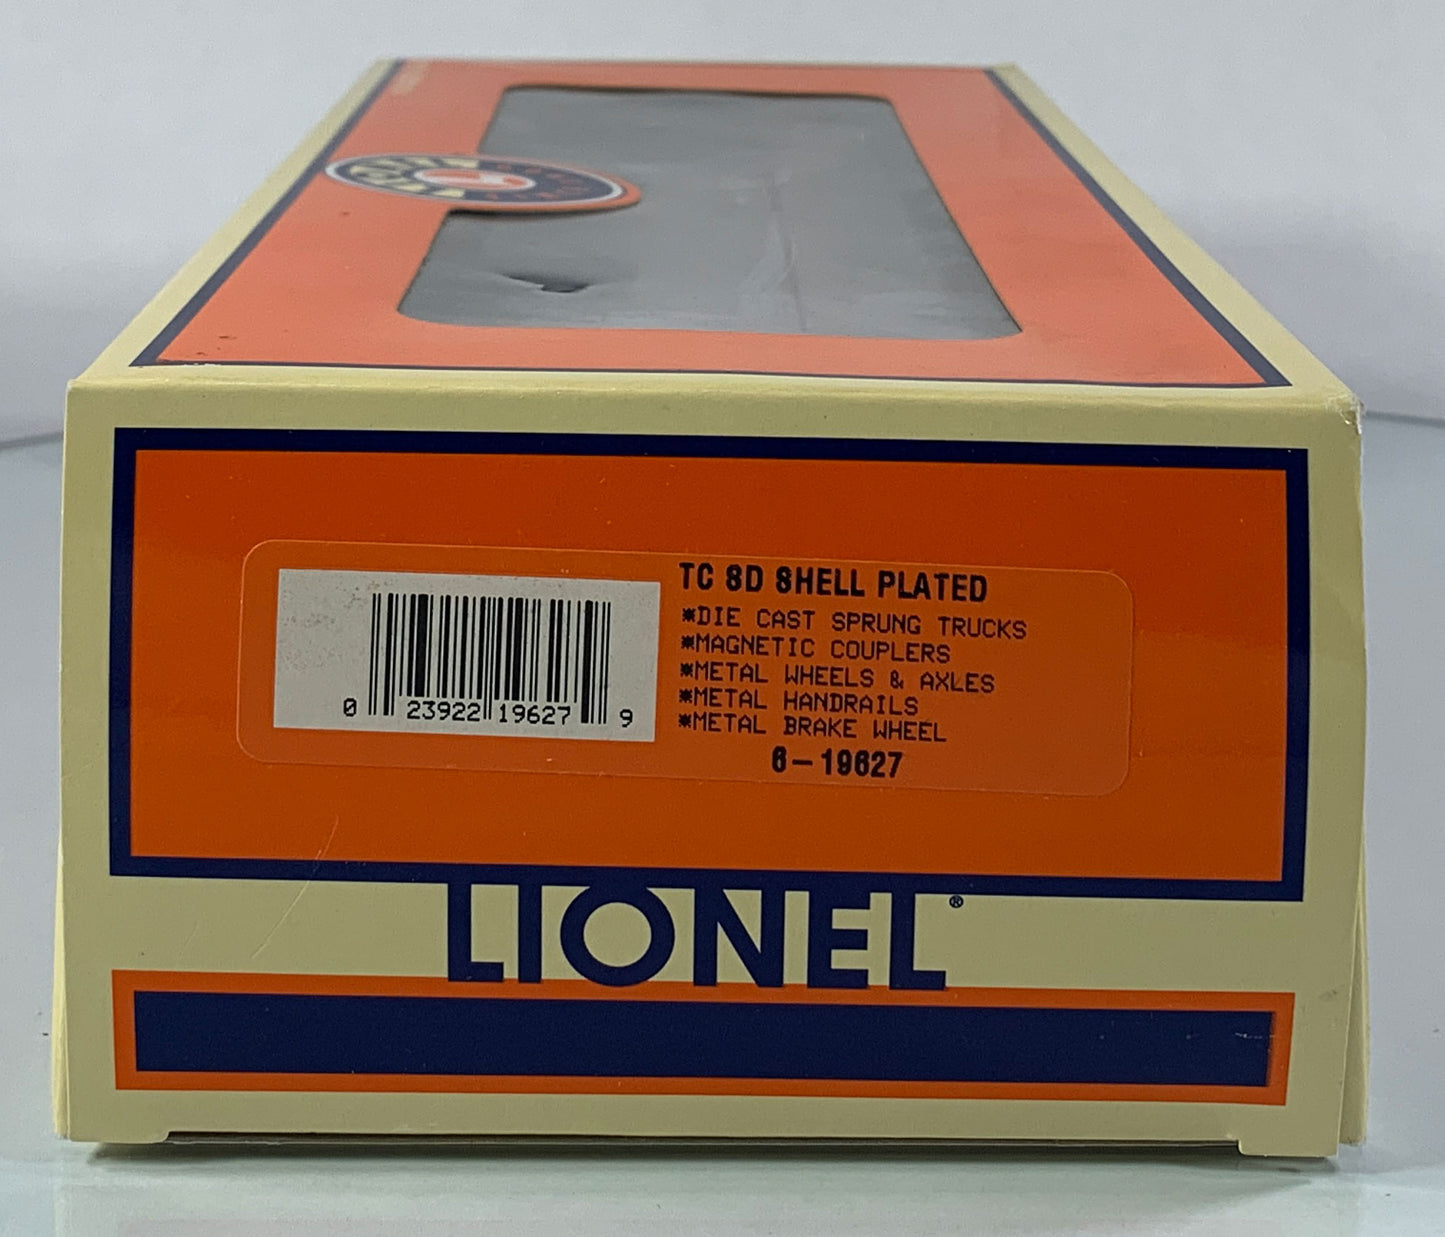 TC SD SHELL PLATED
*DIE CAST SPRUNG TRUCKS
*MAGNETIC COUPLERS
*METAL WHEELS & AXLES
*METAL HANDRAILS
*METAL BRAKE WHEEL
6-19627
0 23922 19627 9
LIONEL®